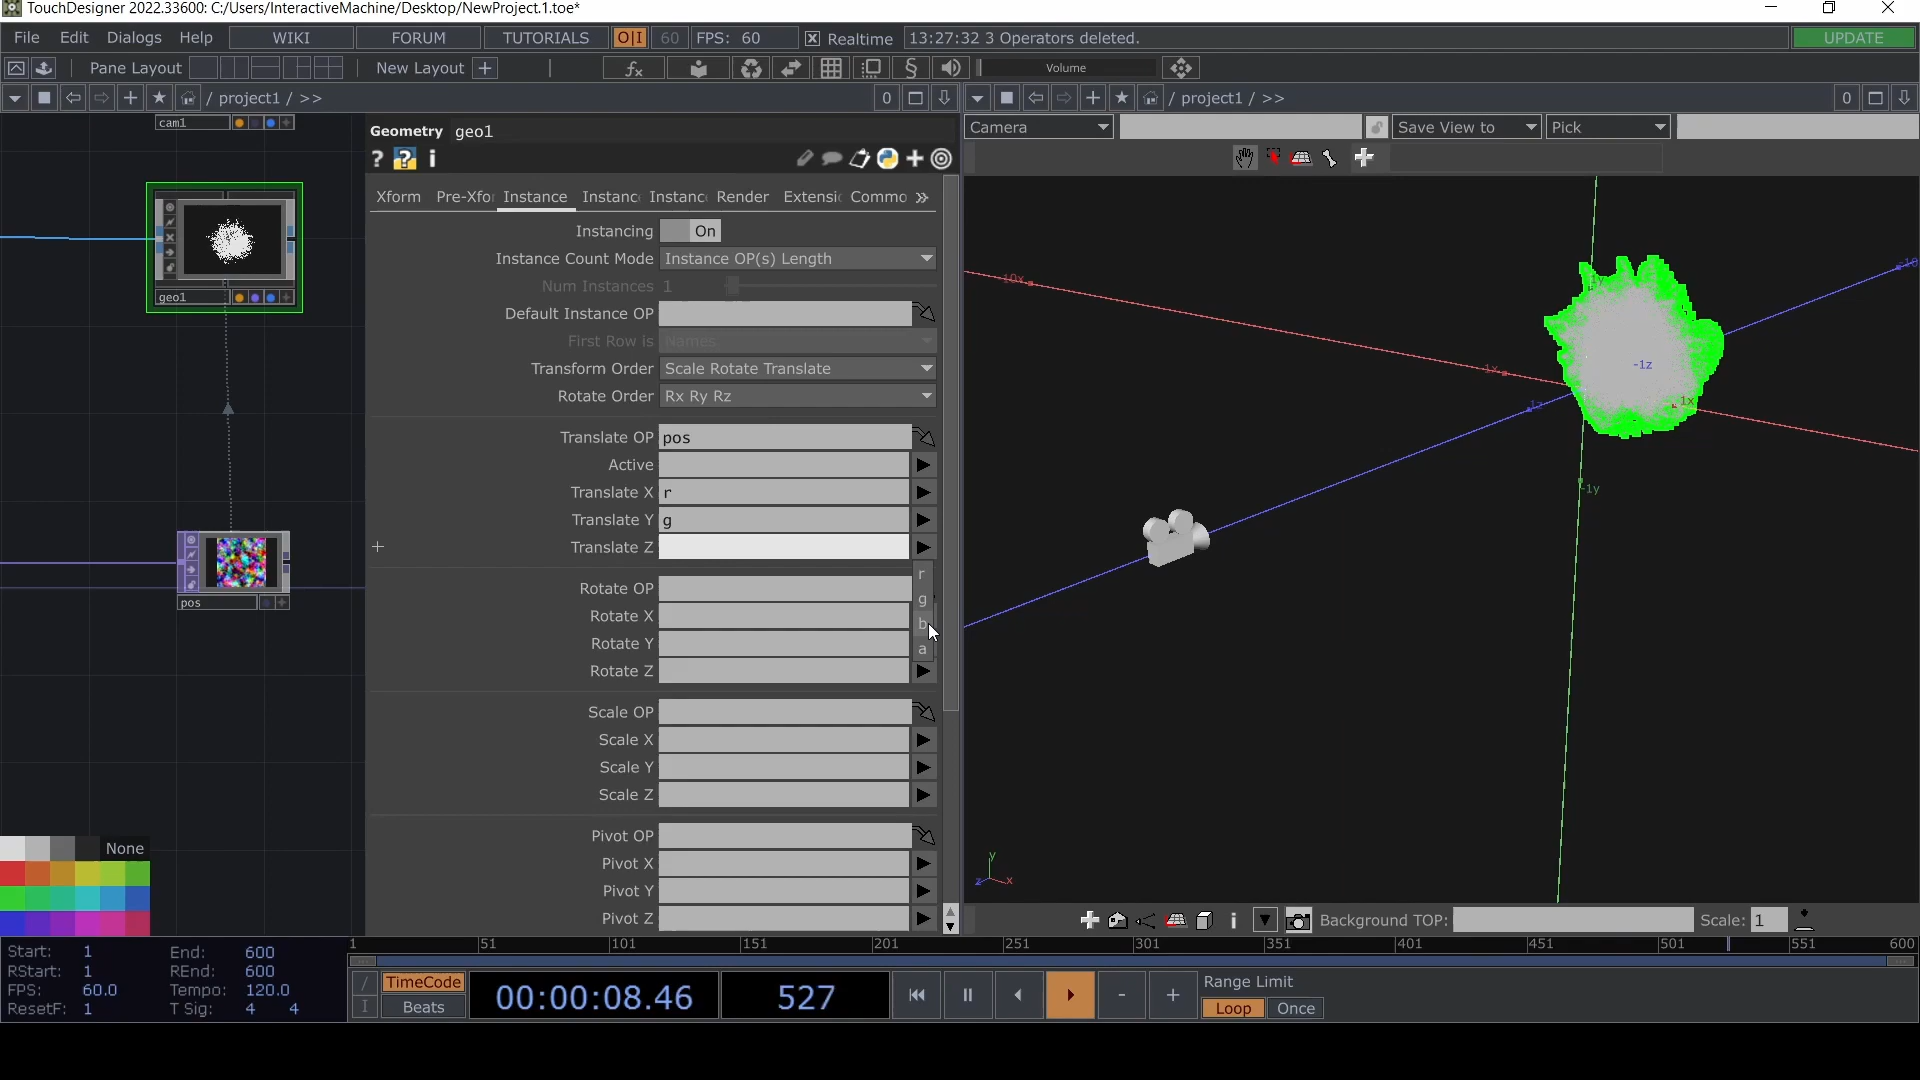 TouchDesigner 2022.33600: C:/Users/InteractiveMachine/Desktop/NewProject.1.toe*
File Edit Dialogs Help WIKI FORUM TUTORIALS O|I 60 FPS: 60 Realtime 13:27:32 3 Operators deleted. UPDATE
Pane Layout New Layout + Volume
/ project1 / >> 0 / project1 / >> 0
cam1
Geometry geo1
Camera Save View to Pick
? ? i
Xform Pre-Xfo Instance Instanc Instanc Render Extensi Commo »
Instancing On
Instance Count Mode Instance OP(s) Length
Num Instances 1
Default Instance OP
First Row is Names
Transform Order Scale Rotate Translate
Rotate Order Rx Ry Rz
Translate OP pos
Active
Translate X r
Translate Y g
Translate Z
r
g
b
a
Rotate OP
Rotate X
Rotate Y
Rotate Z
Scale OP
Scale X
Scale Y
Scale Z
Pivot OP
Pivot X
Pivot Y
Pivot Z
geo1
pos
None
10x
-1x
1z
-1z
1x
1y
-1y
-10
y
z x
i Background TOP: Scale: 1
1 51 101 151 201 251 301 351 401 451 501 551 600
Start: 1 End: 600
RStart: 1 REnd: 600
FPS: 60.0 Tempo: 120.0
ResetF: 1 T Sig: 4 4
/ TimeCode
I Beats
00:00:08.46 527
- +
Range Limit
Loop Once